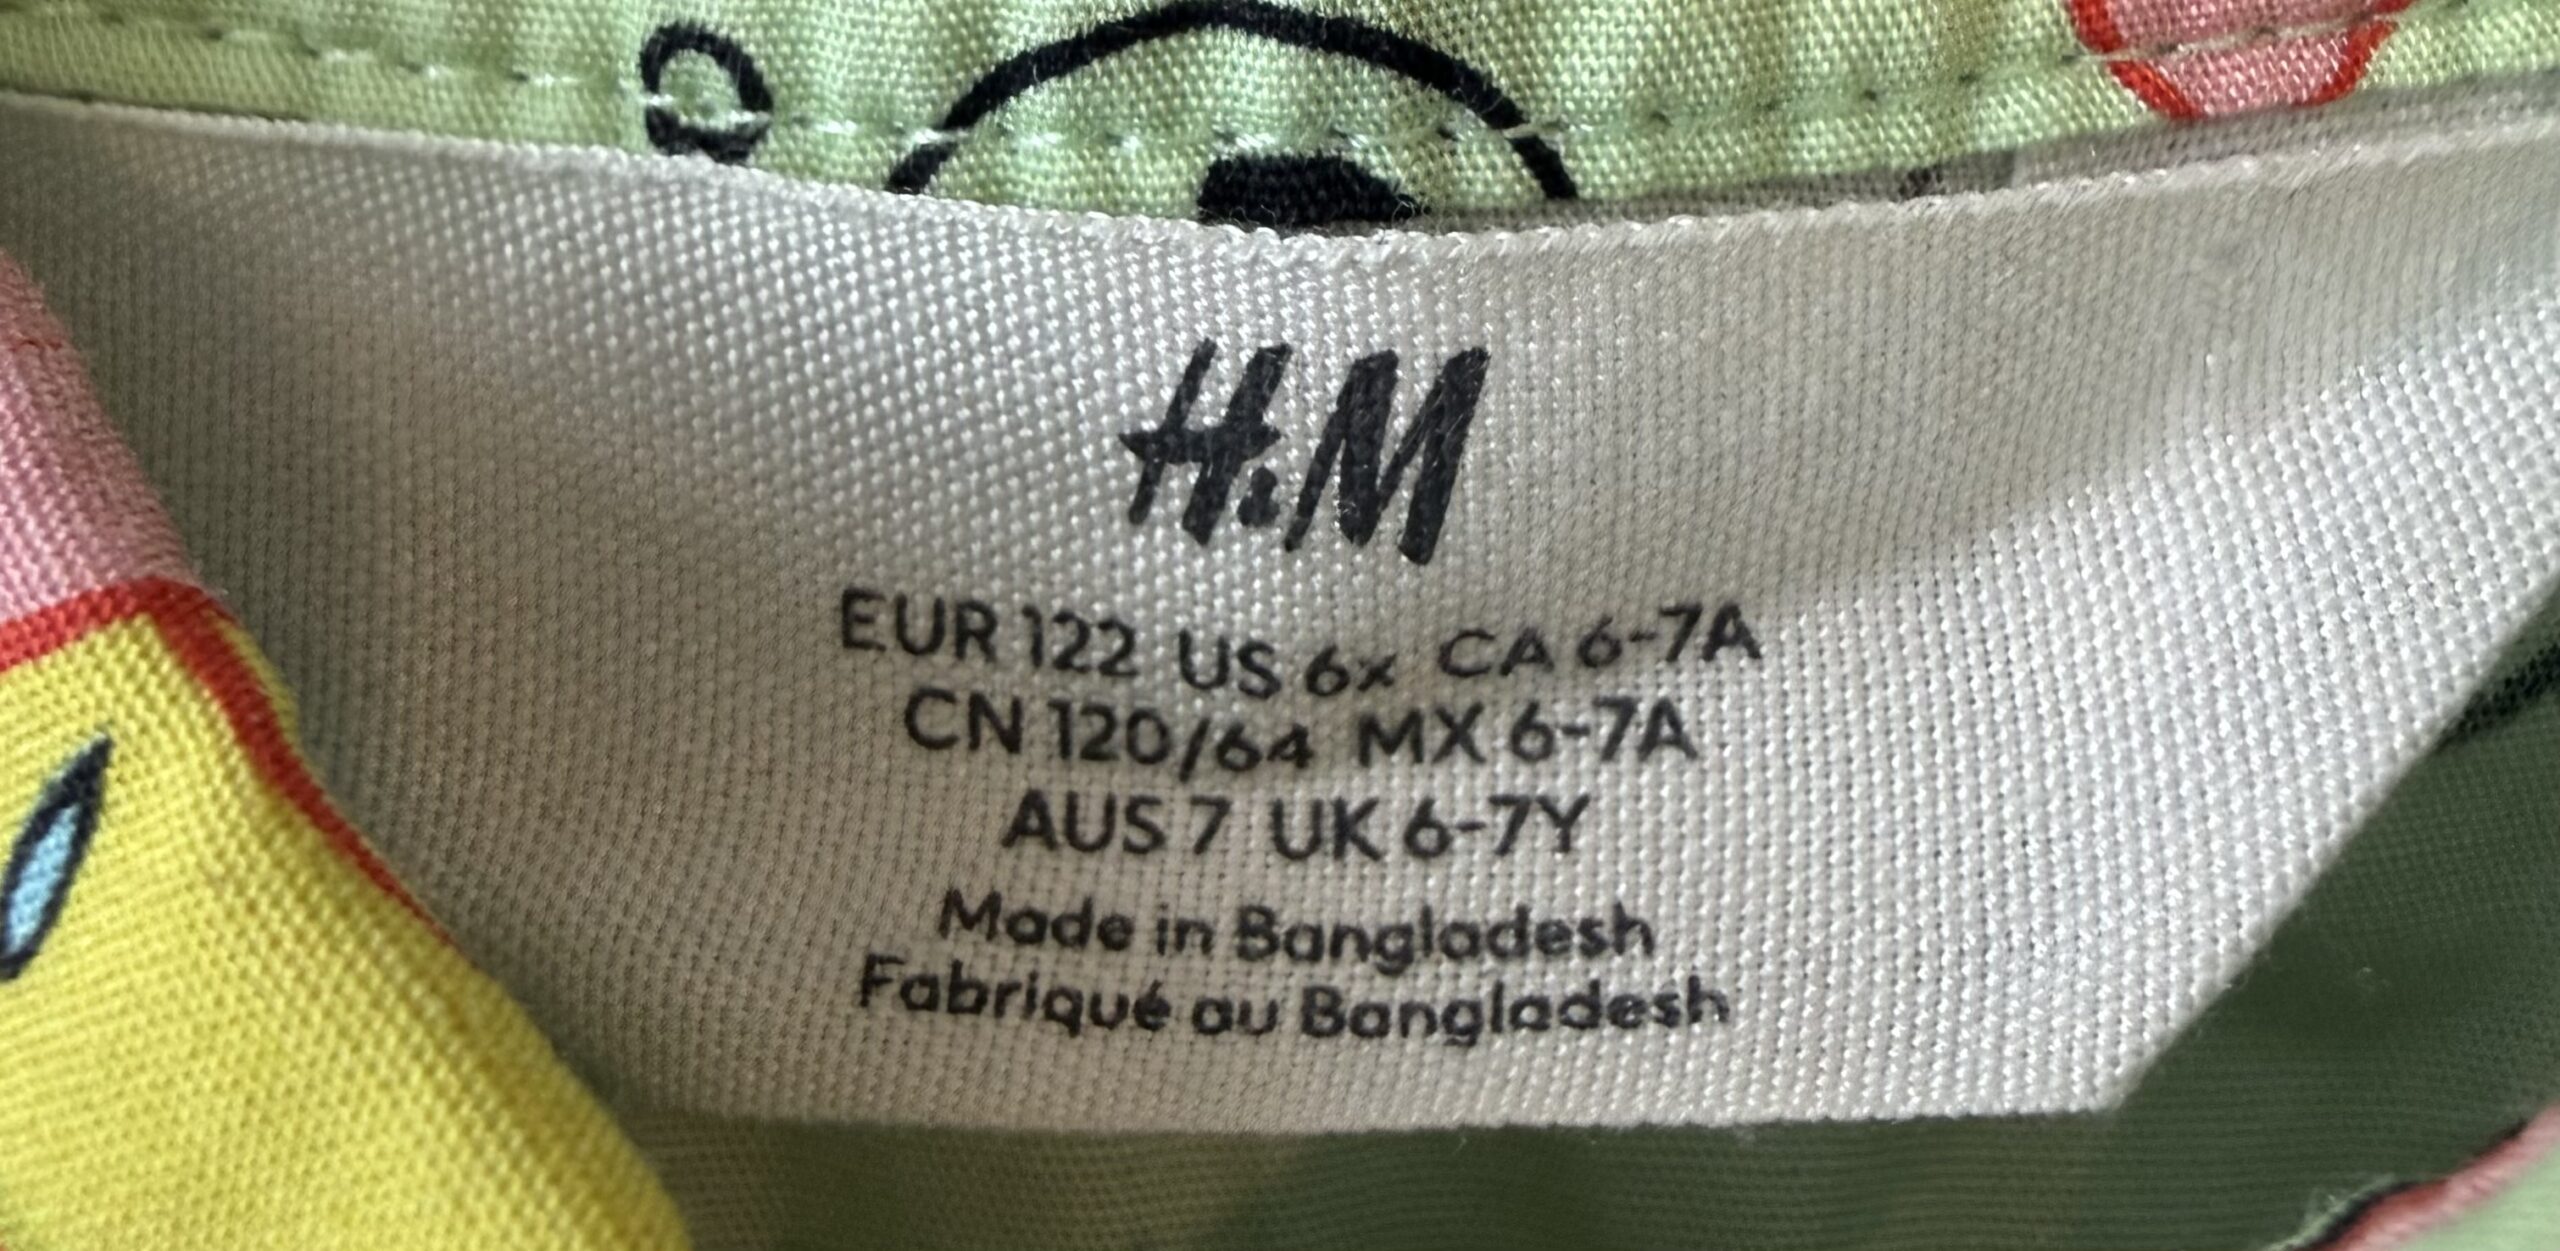 H&M
EUR 122 US 6x CA 6-7A
CN 120/64 MX 6-7A
AUS 7 UK 6-7Y
Made in Bangladesh
Fabriqué au Bangladesh